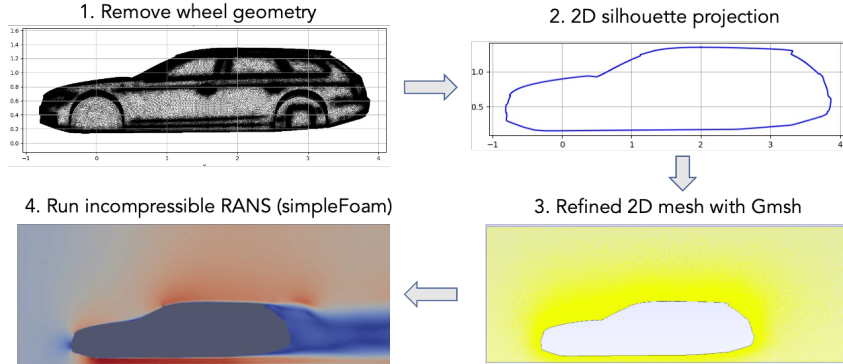 1. Remove wheel geometry
2. 2D silhouette projection
1.6
1.4
1.2
1.0
0.8
0.6
0.4
0.2
0.0
−1 0 1 2 3 4
1.0
0.5
−1 0 1 2 3 4
4. Run incompressible RANS (simpleFoam)
3. Refined 2D mesh with Gmsh